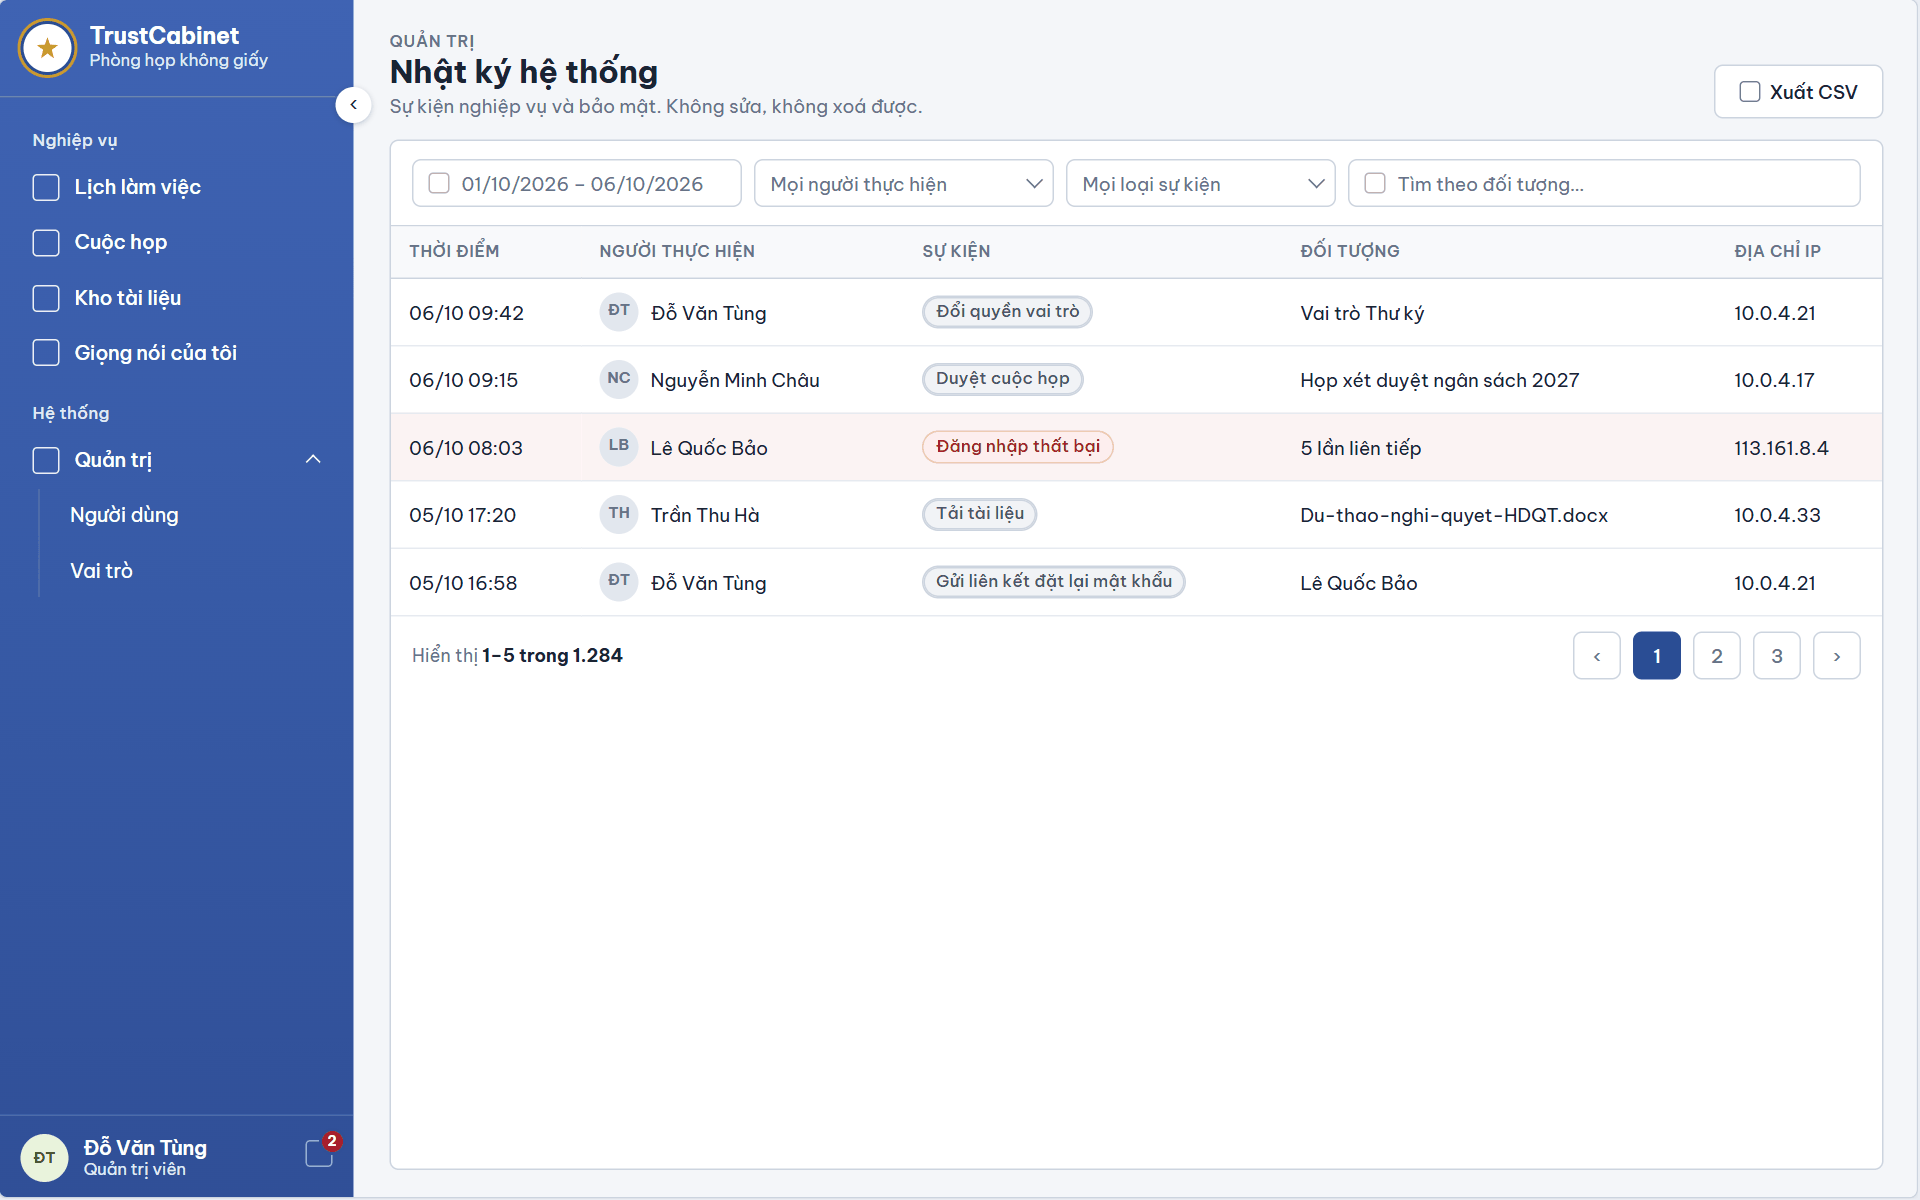 TrustCabinet
Phòng họp không giấy
Nghiệp vụ
Lịch làm việc
Cuộc họp
Kho tài liệu
Giọng nói của tôi
Hệ thống
Quản trị
Người dùng
Vai trò
ĐT
Đỗ Văn Tùng
Quản trị viên
2
QUẢN TRỊ
Nhật ký hệ thống
Sự kiện nghiệp vụ và bảo mật. Không sửa, không xoá được.
Xuất CSV
01/10/2026 – 06/10/2026 Mọi người thực hiện Mọi loại sự kiện Tìm theo đối tượng...
THỜI ĐIỂM NGƯỜI THỰC HIỆN SỰ KIỆN ĐỐI TƯỢNG ĐỊA CHỈ IP
06/10 09:42 ĐT Đỗ Văn Tùng Đổi quyền vai trò Vai trò Thư ký 10.0.4.21
06/10 09:15 NC Nguyễn Minh Châu Duyệt cuộc họp Họp xét duyệt ngân sách 2027 10.0.4.17
06/10 08:03 LB Lê Quốc Bảo Đăng nhập thất bại 5 lần liên tiếp 113.161.8.4
05/10 17:20 TH Trần Thu Hà Tải tài liệu Du-thao-nghi-quyet-HDQT.docx 10.0.4.33
05/10 16:58 ĐT Đỗ Văn Tùng Gửi liên kết đặt lại mật khẩu Lê Quốc Bảo 10.0.4.21
Hiển thị 1–5 trong 1.284 ‹ 1 2 3 ›